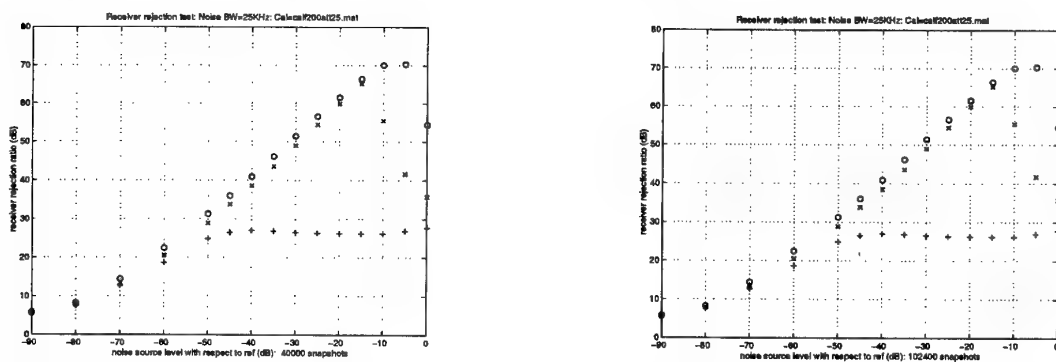 Receiver rejection test: Noise BW=25KHz: Cal=calf200att25.mat
80
70
60
50
40
30
20
10
0
receiver rejection ratio (dB)
-90 -80 -70 -60 -50 -40 -30 -20 -10 0
noise source level with respect to ref (dB): 40000 snapshots
Receiver rejection test: Noise BW=25KHz: Cal=calf200att25.mat
80
70
60
50
40
30
20
10
0
receiver rejection ratio (dB)
-90 -80 -70 -60 -50 -40 -30 -20 -10 0
noise source level with respect to ref (dB): 102400 snapshots